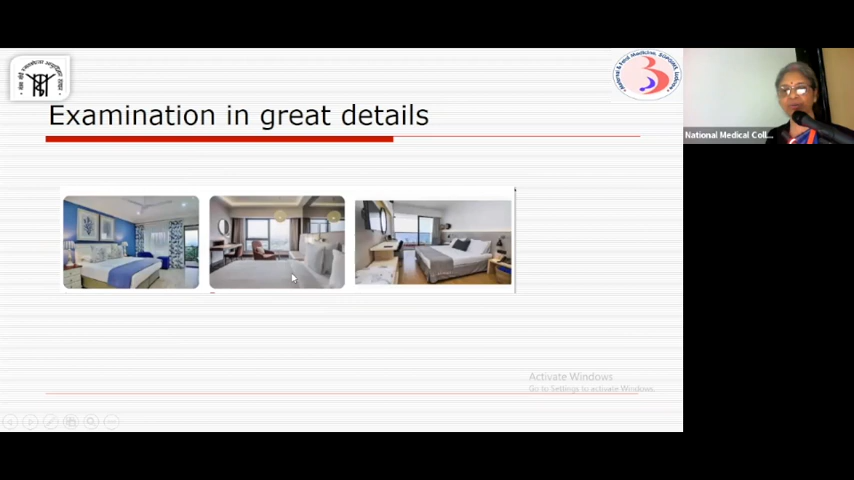 Examination in great details
National Medical Coll...
Activate Windows
Go to Settings to activate Windows.